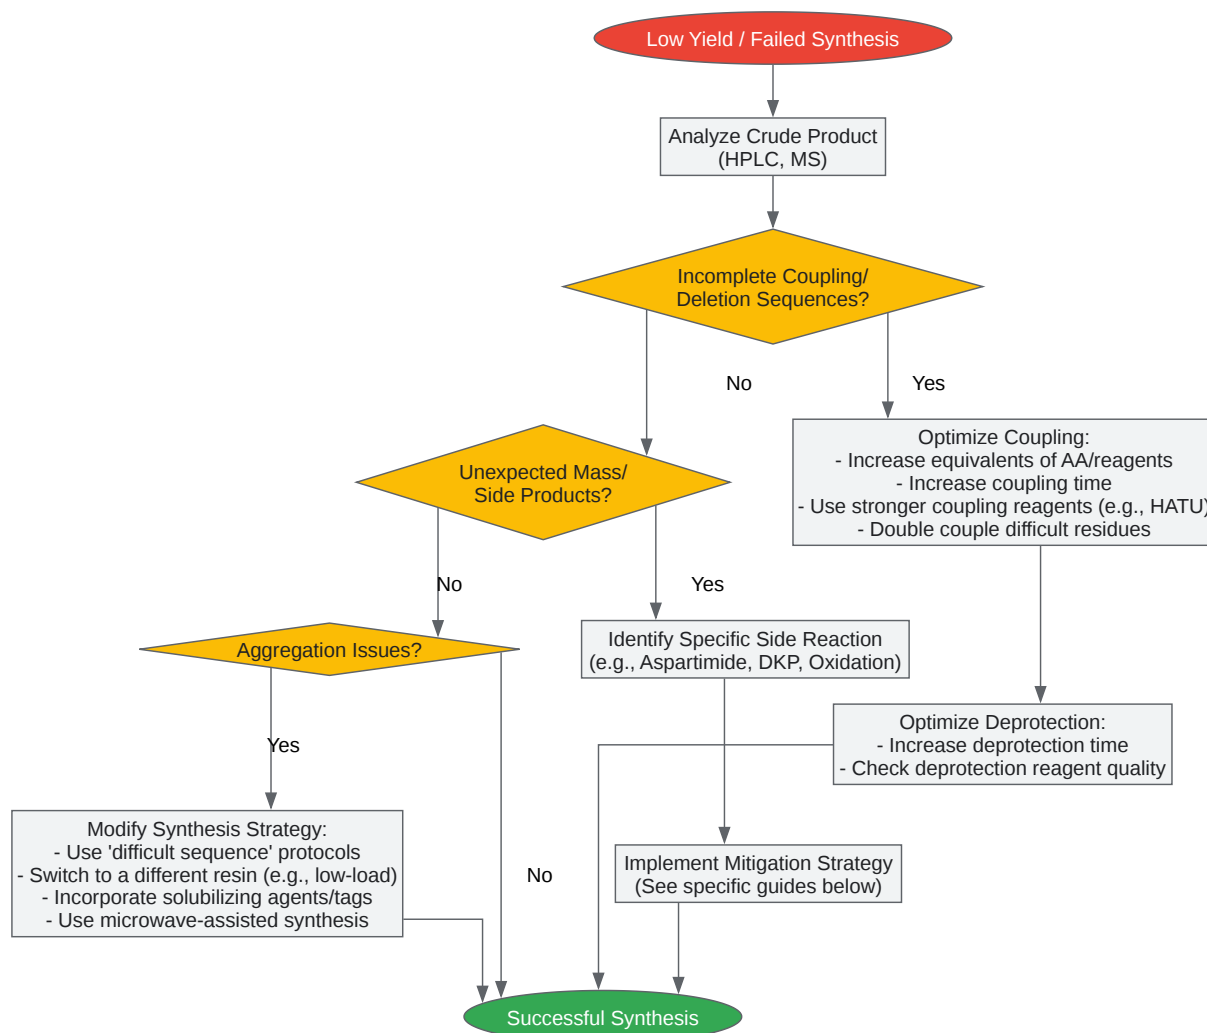 Low Yield / Failed Synthesis
Analyze Crude Product
(HPLC, MS)
Incomplete Coupling/
Deletion Sequences?
No
Yes
Optimize Coupling:
- Increase equivalents of AA/reagents
- Increase coupling time
- Use stronger coupling reagents (e.g., HATU)
- Double couple difficult residues
Unexpected Mass/
Side Products?
No
Yes
Identify Specific Side Reaction
(e.g., Aspartimide, DKP, Oxidation)
Aggregation Issues?
Optimize Deprotection:
- Increase deprotection time
- Check deprotection reagent quality
Yes
Modify Synthesis Strategy:
- Use 'difficult sequence' protocols
- Switch to a different resin (e.g., low-load)
- Incorporate solubilizing agents/tags
- Use microwave-assisted synthesis
No
Implement Mitigation Strategy
(See specific guides below)
Successful Synthesis